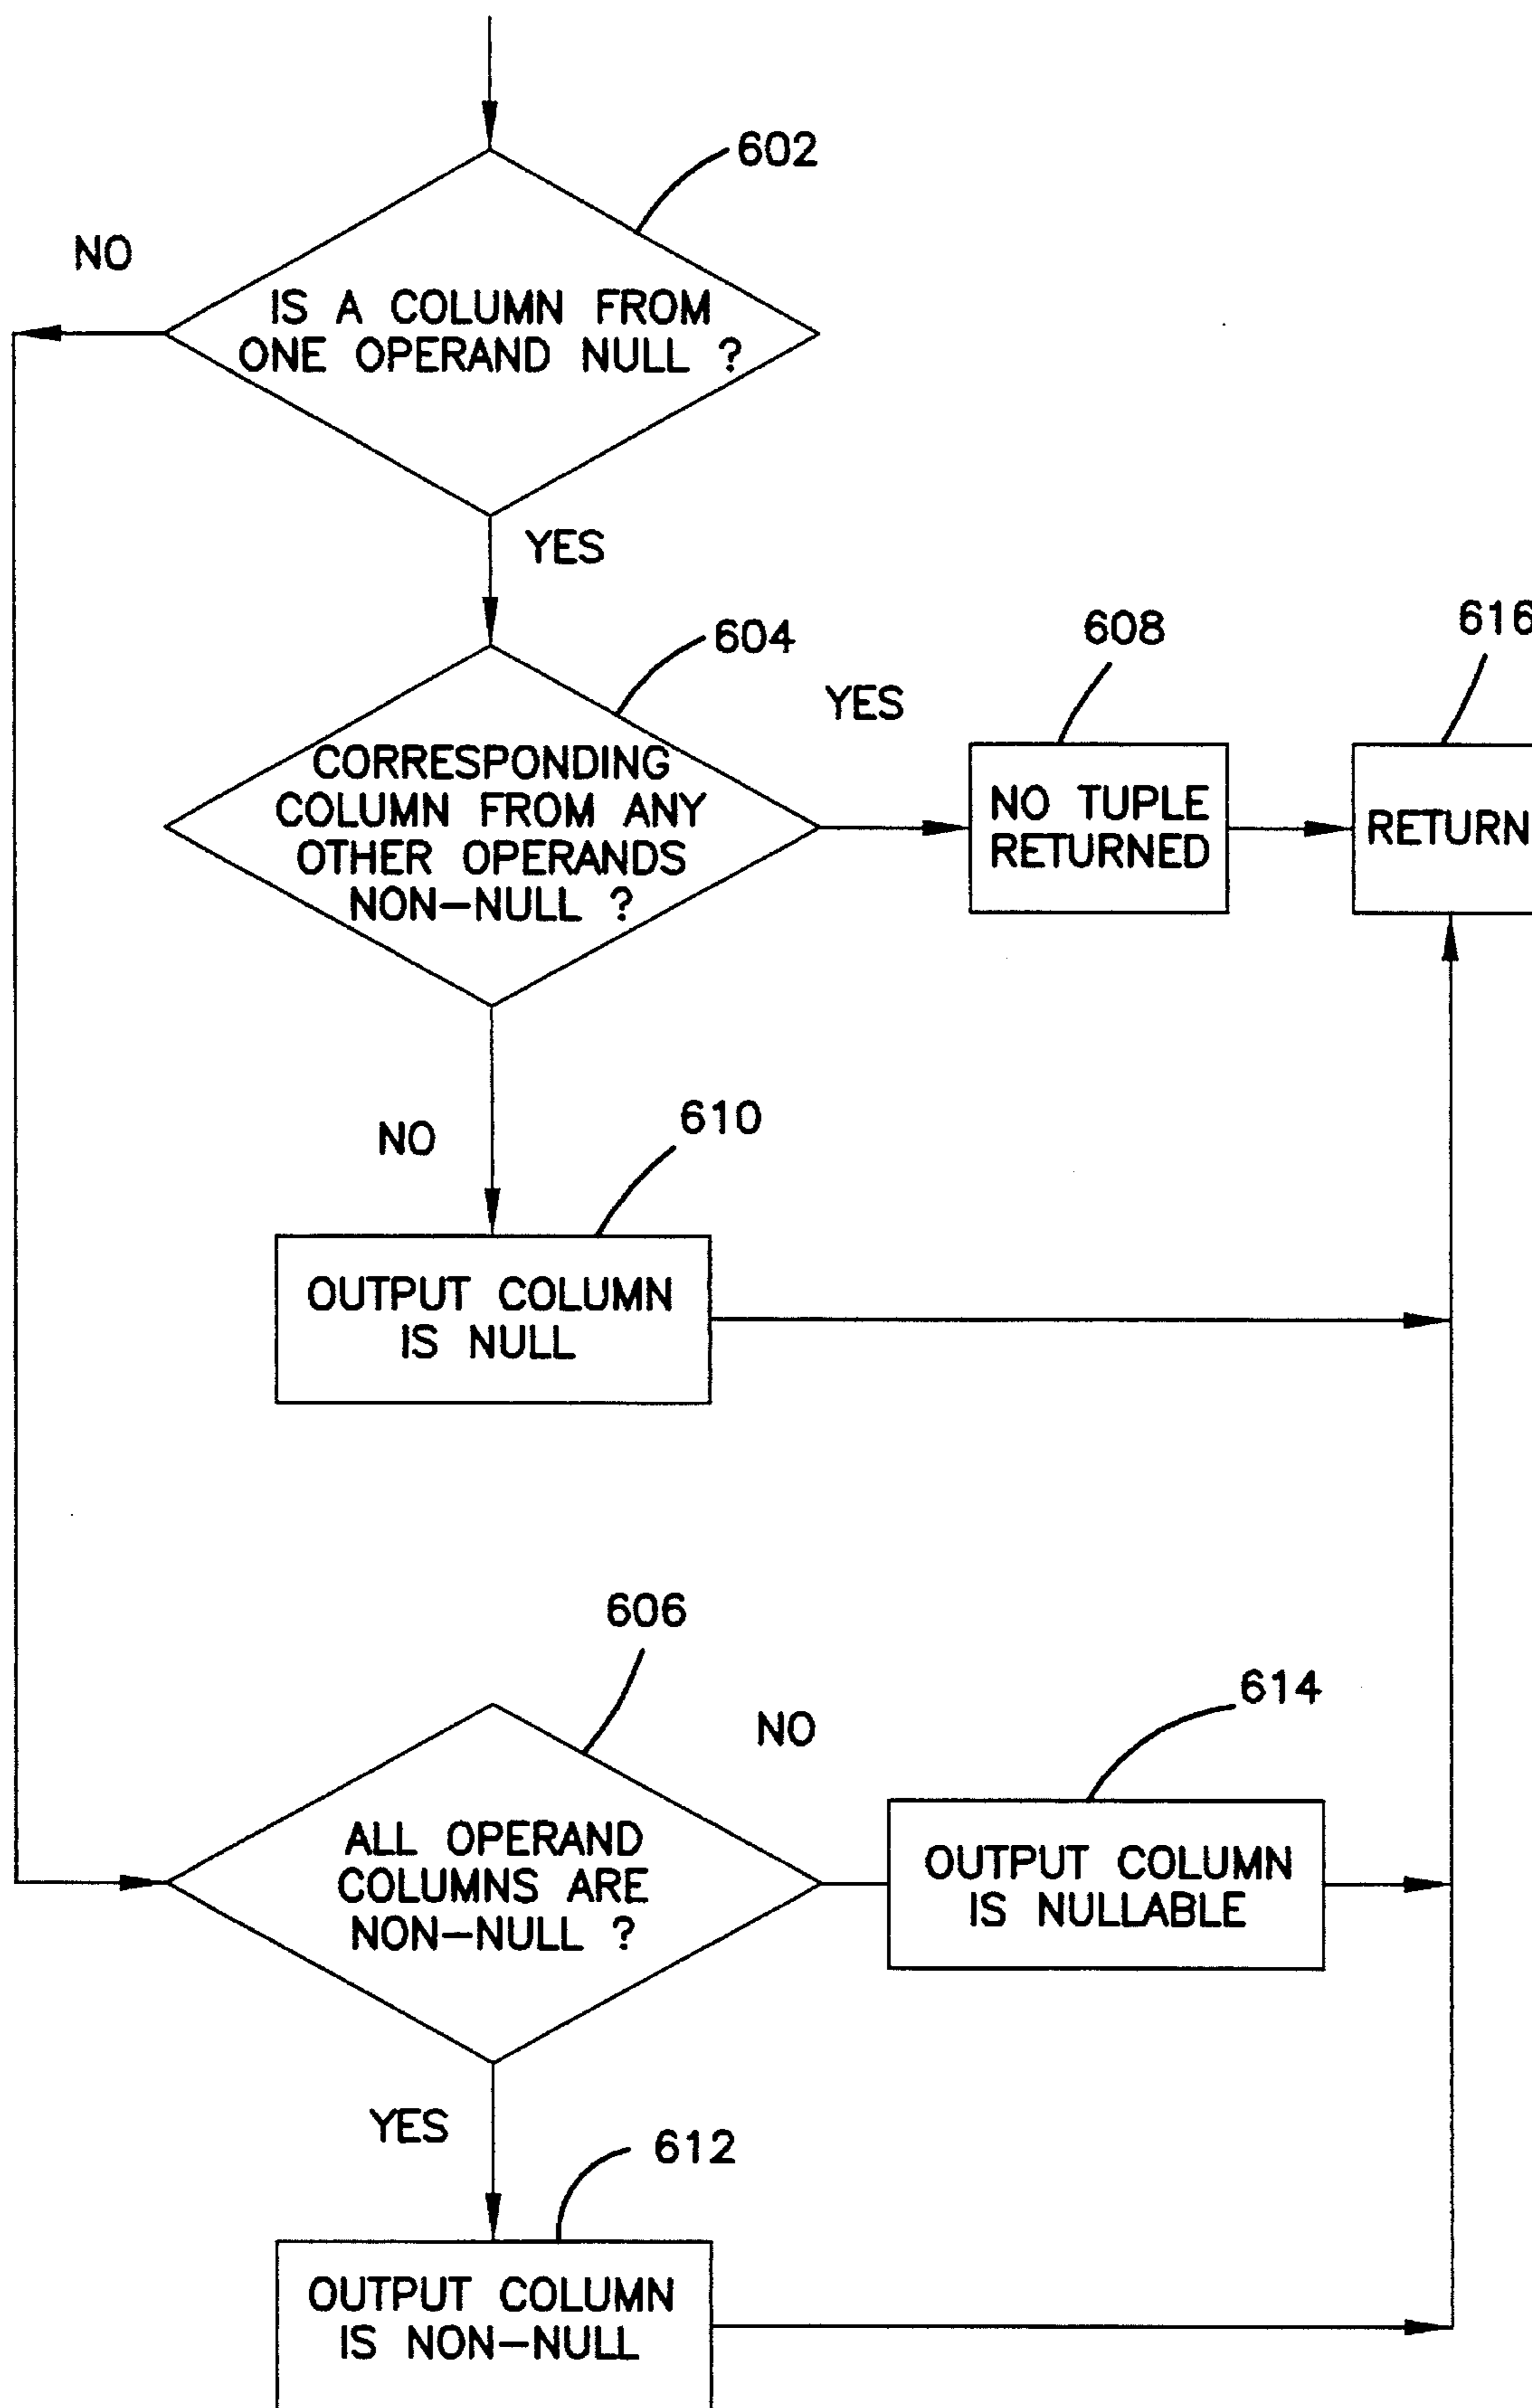 602
NO
IS A COLUMN FROM
ONE OPERAND NULL ?
YES
604
608
616
YES
CORRESPONDING
COLUMN FROM ANY
OTHER OPERANDS
NON-NULL ?
NO TUPLE
RETURNED
RETURN
610
NO
OUTPUT COLUMN
IS NULL
606
614
NO
ALL OPERAND
COLUMNS ARE
NON-NULL ?
OUTPUT COLUMN
IS NULLABLE
YES
612
OUTPUT COLUMN
IS NON-NULL